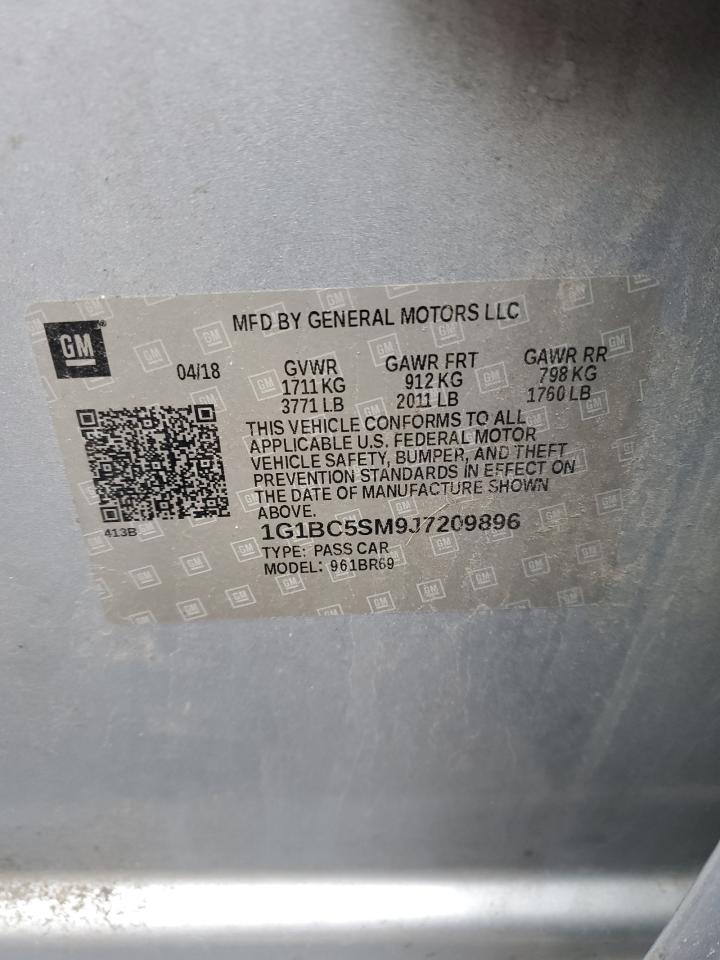 GM
MFD BY GENERAL MOTORS LLC
04/18
GVWR
1711 KG
3771 LB
GAWR FRT
912 KG
2011 LB
GAWR RR
798 KG
1760 LB
THIS VEHICLE CONFORMS TO ALL
APPLICABLE U.S. FEDERAL MOTOR
VEHICLE SAFETY, BUMPER, AND THEFT
PREVENTION STANDARDS IN EFFECT ON
THE DATE OF MANUFACTURE SHOWN
ABOVE.
413B
1G1BC5SM9J7209896
TYPE: PASS CAR
MODEL: 961BR69